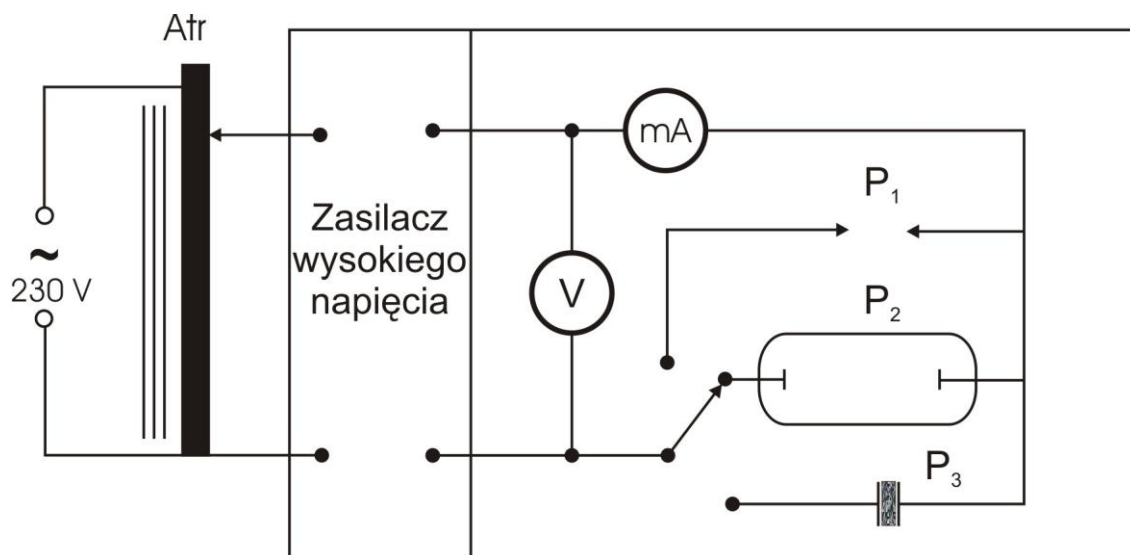 Atr
~
230 V
Zasilacz
wysokiego
napięcia
mA
V
P₁
P₂
P₃